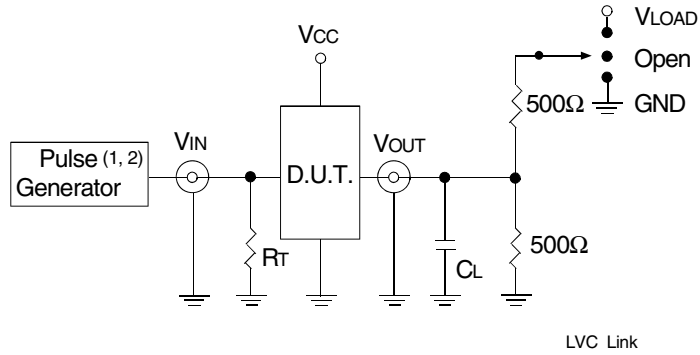 VLOAD
VCC
Open
500Ω
GND
VIN
VOUT
Pulse (1, 2)
Generator
D.U.T.
RT
CL
500Ω
LVC Link